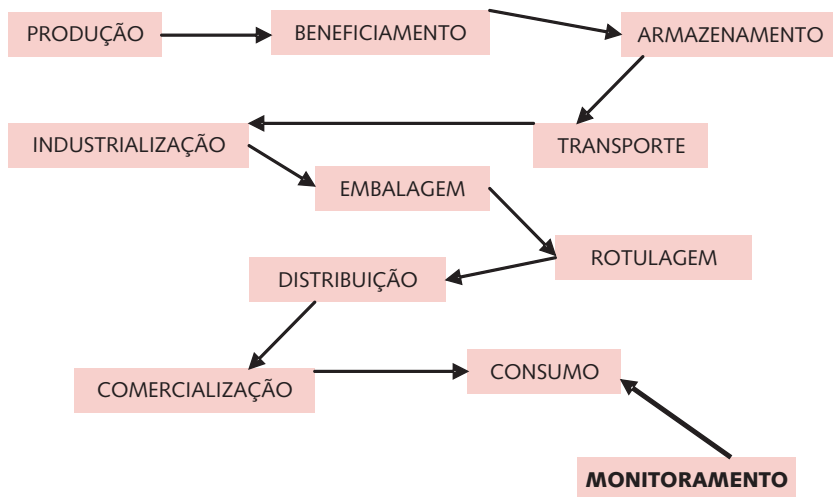 PRODUÇÃO
BENEFICIAMENTO
ARMAZENAMENTO
INDUSTRIALIZAÇÃO
TRANSPORTE
EMBALAGEM
ROTULAGEM
DISTRIBUIÇÃO
COMERCIALIZAÇÃO
CONSUMO
MONITORAMENTO